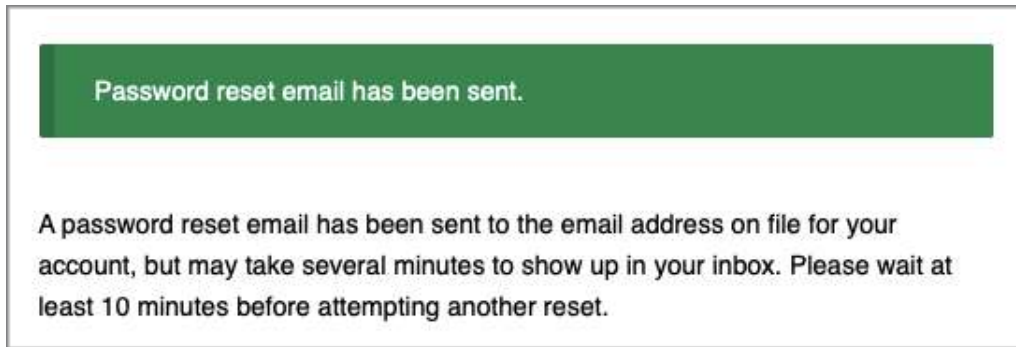 Password reset email has been sent.
A password reset email has been sent to the email address on file for your
account, but may take several minutes to show up in your inbox. Please wait at
least 10 minutes before attempting another reset.